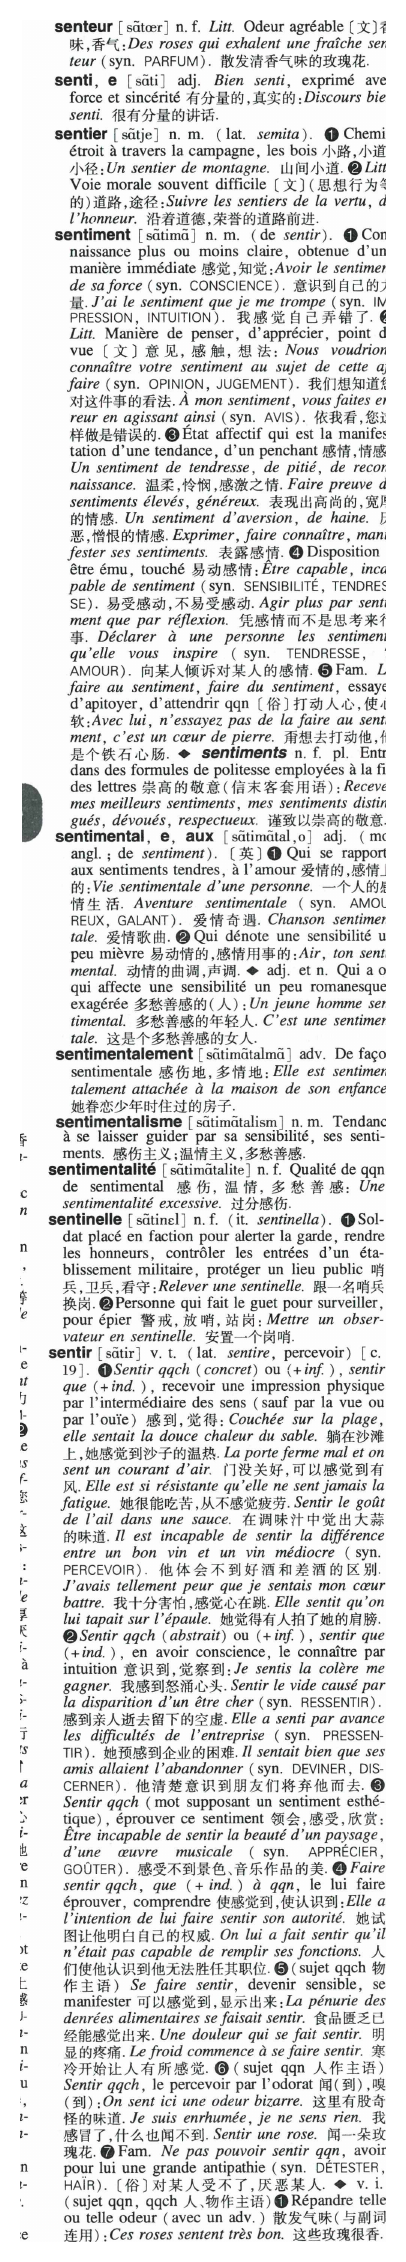 senteur [sɑ̃tœr] n. f. Litt. Odeur agréable [文]香
味,香气:Des roses qui exhalent une fraîche sen
teur (syn. PARFUM). 散发清香气味的玫瑰花.
senti, e [sɑ̃ti] adj. Bien senti, exprimé ave
force et sincérité 有分量的,真实的:Discours bie
senti. 很有分量的讲话.
sentier [sɑ̃tje] n. m. (lat. semita). ❶ Chemi
étroit à travers la campagne, les bois 小路,小道
小径:Un sentier de montagne. 山间小道. ❷ Litt
Voie morale souvent difficile [文](思想行为等
的)道路,途径:Suivre les sentiers de la vertu, d
l'honneur. 沿着道德,荣誉的道路前进.
sentiment [sɑ̃timɑ̃] n. m. (de sentir). ❶ Con
naissance plus ou moins claire, obtenue d'un
manière immédiate 感觉,知觉:Avoir le sentimen
de sa force (syn. CONSCIENCE). 意识到自己的力
量. J'ai le sentiment que je me trompe (syn. IM
PRESSION, INTUITION). 我感觉自己弄错了. ❷
Litt. Manière de penser, d'apprécier, point d
vue [文] 意见, 感触, 想法: Nous voudrion
connaître votre sentiment au sujet de cette af
faire (syn. OPINION, JUGEMENT). 我们想知道您
对这件事的看法. À mon sentiment, vous faites er
reur en agissant ainsi (syn. AVIS). 依我看,您这
样做是错误的. ❸ État affectif qui est la manifes
tation d'une tendance, d'un penchant 感情,情感
Un sentiment de tendresse, de pitié, de recon
naissance. 温柔,怜悯,感激之情. Faire preuve d
sentiments élevés, généreux. 表现出高尚的,宽厚
的情感. Un sentiment d'aversion, de haine. 厌
恶,憎恨的情感. Exprimer, faire connaître, mani
fester ses sentiments. 表露感情. ❹ Disposition
être ému, touché 易动感情:Être capable, inca
pable de sentiment (syn. SENSIBILITÉ, TENDRES
SE). 易受感动,不易受感动. Agir plus par senti
ment que par réflexion. 凭感情而不是思考来行
事. Déclarer à une personne les sentiment
qu'elle vous inspire (syn. TENDRESSE,
AMOUR). 向某人倾诉对某人的感情. ❺ Fam. L
faire au sentiment, faire du sentiment, essaye
d'apitoyer, d'attendrir qqn [俗]打动人心,使心
软:Avec lui, n'essayez pas de la faire au senti
ment, c'est un cœur de pierre. 甭想去打动他,他
是个铁石心肠. ◆ sentiments n. f. pl. Entr
dans des formules de politesse employées à la fi
des lettres 崇高的敬意(信末客套用语):Receve
mes meilleurs sentiments, mes sentiments distin
gués, dévoués, respectueux. 谨致以崇高的敬意.
sentimental, e, aux [sɑ̃timɑ̃tal,o] adj. (mo
angl. ; de sentiment). [英] ❶ Qui se rapport
aux sentiments tendres, à l'amour 爱情的,感情上
的:Vie sentimentale d'une personne. 一个人的感
情生活. Aventure sentimentale (syn. AMOU
REUX, GALANT). 爱情奇遇. Chanson sentimen
tale. 爱情歌曲. ❷ Qui dénote une sensibilité u
peu mièvre 易动情的,感情用事的:Air, ton senti
mental. 动情的曲调,声调. ◆ adj. et n. Qui a o
qui affecte une sensibilité un peu romanesque
exagérée 多愁善感的(人):Un jeune homme sen
timental. 多愁善感的年轻人. C'est une sentimen
tale. 这是个多愁善感的女人.
sentimentalement [sɑ̃timɑ̃talmɑ̃] adv. De faço
sentimentale 感伤地,多情地:Elle est sentimen
talement attachée à la maison de son enfance
她眷恋少年时住过的房子.
sentimentalisme [sɑ̃timɑ̃talism] n. m. Tendanc
à se laisser guider par sa sensibilité, ses senti-
ments. 感伤主义;温情主义,多愁善感.
sentimentalité [sɑ̃timɑ̃talite] n. f. Qualité de qqn
de sentimental 感伤, 温情, 多愁善感: Une
sentimentalité excessive. 过分感伤.
sentinelle [sɑ̃tinɛl] n. f. (it. sentinella). ❶ Sol-
dat placé en faction pour alerter la garde, rendre
les honneurs, contrôler les entrées d'un éta-
blissement militaire, protéger un lieu public 哨
兵,卫兵,看守:Relever une sentinelle. 跟一名哨兵
换岗. ❷ Personne qui fait le guet pour surveiller,
pour épier 警戒, 放哨, 站岗: Mettre un obser-
vateur en sentinelle. 安置一个岗哨.
sentir [sɑ̃tir] v. t. (lat. sentire, percevoir) [c.
19]. ❶ Sentir qqch (concret) ou (+inf.), sentir
que (+ind.), recevoir une impression physique
par l'intermédiaire des sens (sauf par la vue ou
par l'ouïe) 感到,觉得: Couchée sur la plage,
elle sentait la douce chaleur du sable. 躺在沙滩
上,她感觉到沙子的温热. La porte ferme mal et on
sent un courant d'air. 门没关好,可以感觉到有
风. Elle est si résistante qu'elle ne sent jamais la
fatigue. 她很能吃苦,从不感觉疲劳. Sentir le goût
de l'ail dans une sauce. 在调味汁中觉出大蒜
的味道. Il est incapable de sentir la différence
entre un bon vin et un vin médiocre (syn.
PERCEVOIR). 他体会不到好酒和差酒的区别.
J'avais tellement peur que je sentais mon cœur
battre. 我十分害怕,感觉心在跳. Elle sentit qu'on
lui tapait sur l'épaule. 她觉得有人拍了她的肩膀.
❷ Sentir qqch (abstrait) ou (+inf.), sentir que
(+ind.), en avoir conscience, le connaître par
intuition 意识到,觉察到:Je sentis la colère me
gagner. 我感到怒涌心头. Sentir le vide causé par
la disparition d'un être cher (syn. RESSENTIR).
感到亲人逝去留下的空虚. Elle a senti par avance
les difficultés de l'entreprise (syn. PRESSEN-
TIR). 她预感到企业的困难. Il sentait bien que ses
amis allaient l'abandonner (syn. DEVINER, DIS-
CERNER). 他清楚意识到朋友们将弃他而去. ❸
Sentir qqch (mot supposant un sentiment esthé-
tique), éprouver ce sentiment 领会,感受,欣赏:
Être incapable de sentir la beauté d'un paysage,
d'une œuvre musicale (syn. APPRÉCIER,
GOÛTER). 感受不到景色、音乐作品的美. ❹ Faire
sentir qqch, que (+ ind.) à qqn, le lui faire
éprouver, comprendre 使感觉到,使认识到:Elle a
l'intention de lui faire sentir son autorité. 她试
图让他明白自己的权威. On lui a fait sentir qu'il
n'était pas capable de remplir ses fonctions. 人
们使他认识到他无法胜任其职位. ❺ (sujet qqch 物
作主语) Se faire sentir, devenir sensible, se
manifester 可以感觉到,显示出来:La pénurie des
denrées alimentaires se faisait sentir. 食品匮乏已
经能感觉出来. Une douleur qui se fait sentir. 明
显的疼痛. Le froid commence à se faire sentir. 寒
冷开始让人有所感觉. ❻ (sujet qqn 人作主语)
Sentir qqch, le percevoir par l'odorat 闻(到),嗅
(到):On sent ici une odeur bizarre. 这里有股奇
怪的味道. Je suis enrhumée, je ne sens rien. 我
感冒了,什么也闻不到. Sentir une rose. 闻一朵玫
瑰花. ❼ Fam. Ne pas pouvoir sentir qqn, avoir
pour lui une grande antipathie (syn. DÉTESTER,
HAÏR). [俗]对某人受不了,厌恶某人. ◆ v. i.
(sujet qqn, qqch 人、物作主语) ❶ Répandre telle
ou telle odeur (avec un adv.) 散发气味(与副词
连用):Ces roses sentent très bon. 这些玫瑰很香.